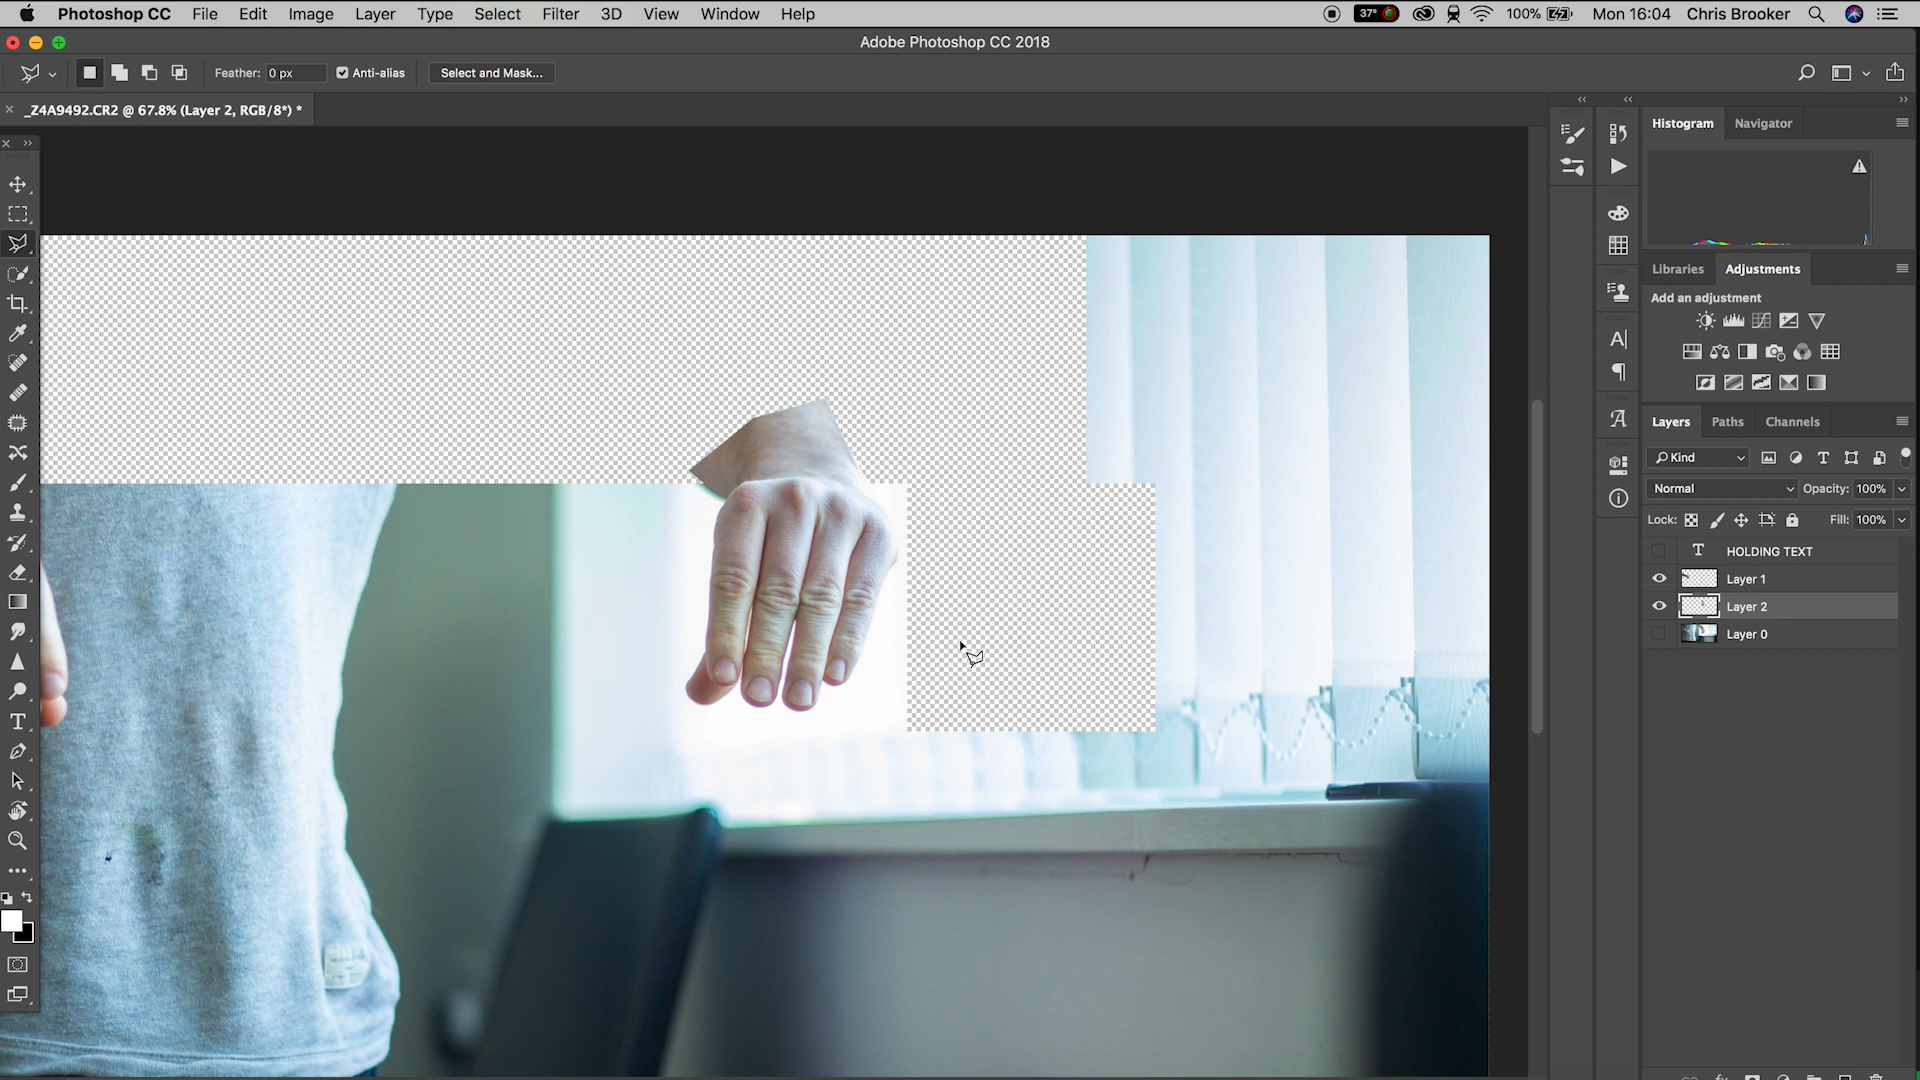 Photoshop CC File Edit Image Layer Type Select Filter 3D View Window Help 37° 100% Mon 16:04 Chris Brooker
Adobe Photoshop CC 2018
Feather: 0 px Anti-alias Select and Mask...
_Z4A9492.CR2 @ 67.8% (Layer 2, RGB/8*) *
Histogram Navigator
Libraries Adjustments
Add an adjustment
Layers Paths Channels
Kind
Normal Opacity: 100%
Lock: Fill: 100%
HOLDING TEXT
Layer 1
Layer 2
Layer 0